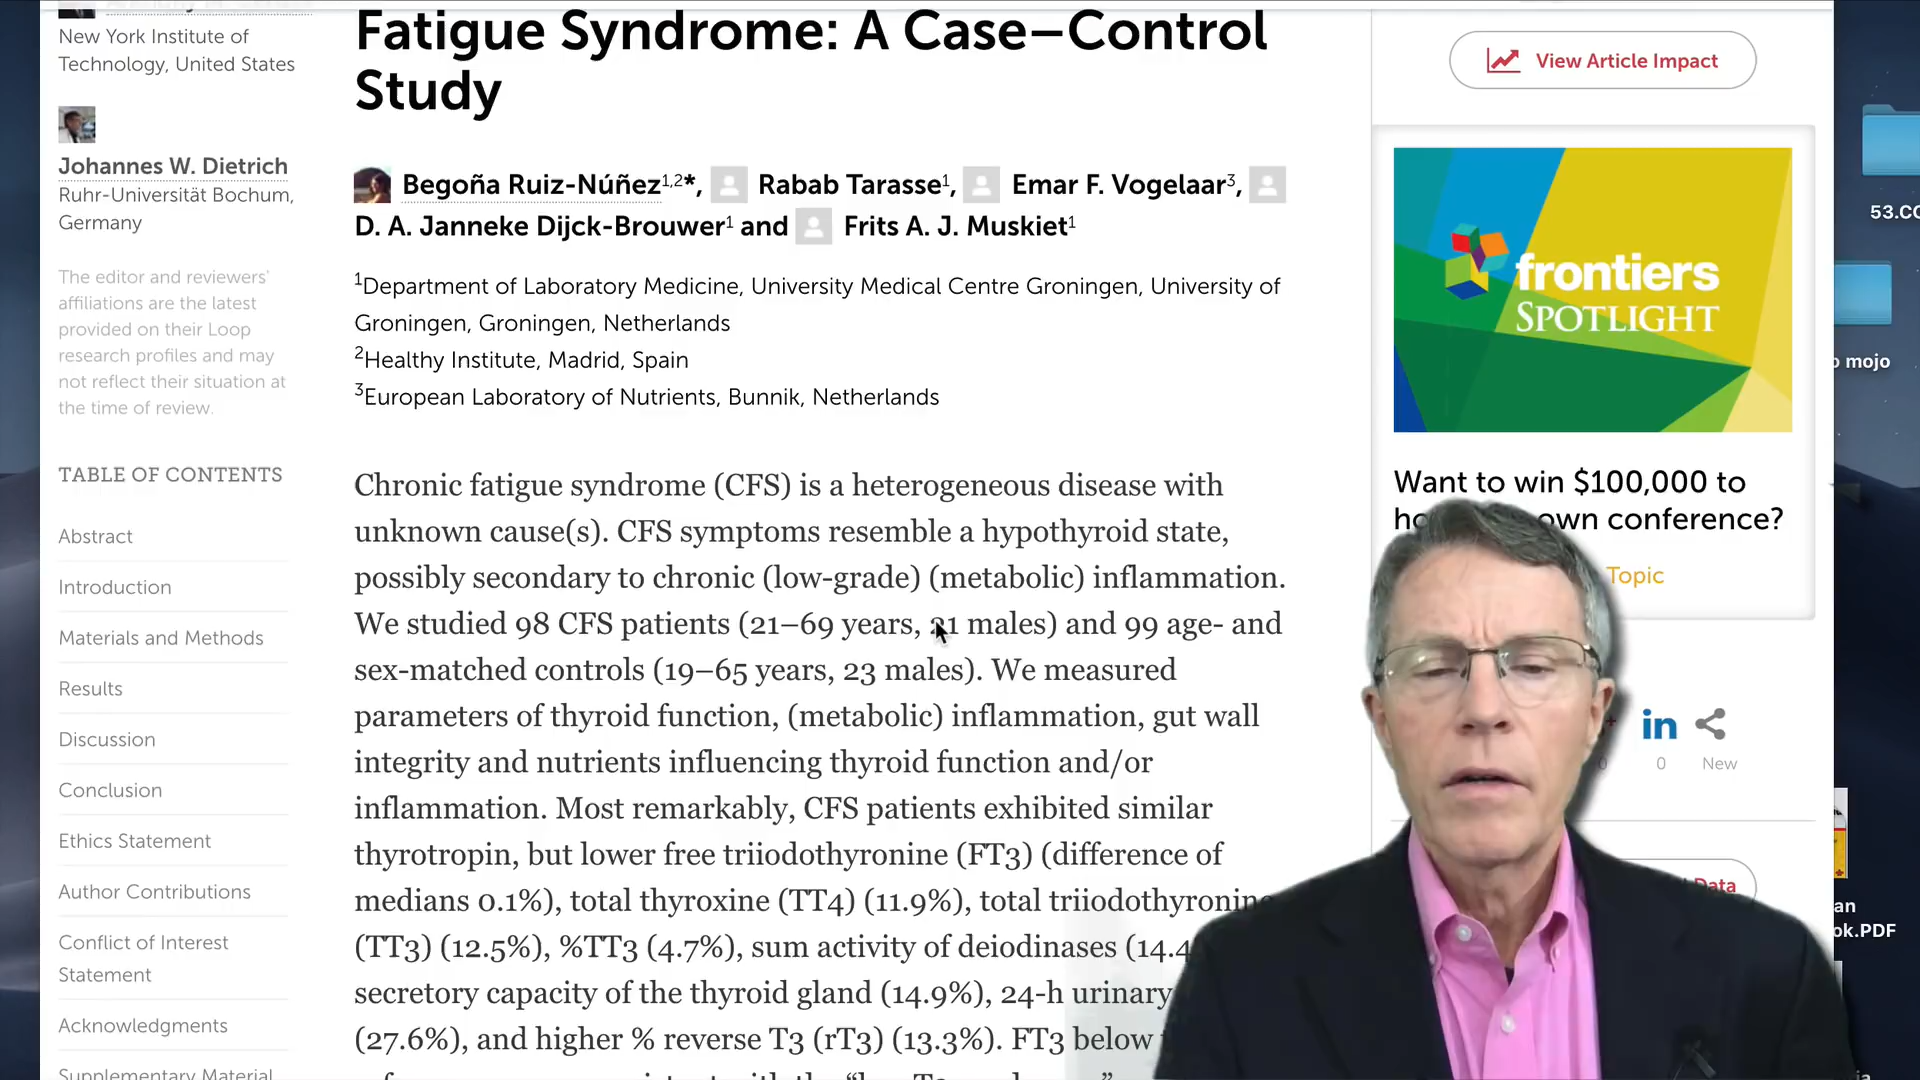 New York Institute of
Technology, United States
Johannes W. Dietrich
Ruhr-Universität Bochum,
Germany
The editor and reviewers'
affiliations are the latest
provided on their Loop
research profiles and may
not reflect their situation at
the time of review.
TABLE OF CONTENTS
Abstract
Introduction
Materials and Methods
Results
Discussion
Conclusion
Ethics Statement
Author Contributions
Conflict of Interest
Statement
Acknowledgments
Supplementary Material
Fatigue Syndrome: A Case–Control
Study
Begoña Ruiz-Núñez1,2*, Rabab Tarasse1, Emar F. Vogelaar3,
D. A. Janneke Dijck-Brouwer1 and Frits A. J. Muskiet1
1Department of Laboratory Medicine, University Medical Centre Groningen, University of
Groningen, Groningen, Netherlands
2Healthy Institute, Madrid, Spain
3European Laboratory of Nutrients, Bunnik, Netherlands
Chronic fatigue syndrome (CFS) is a heterogeneous disease with
unknown cause(s). CFS symptoms resemble a hypothyroid state,
possibly secondary to chronic (low-grade) (metabolic) inflammation.
We studied 98 CFS patients (21–69 years, 21 males) and 99 age- and
sex-matched controls (19–65 years, 23 males). We measured
parameters of thyroid function, (metabolic) inflammation, gut wall
integrity and nutrients influencing thyroid function and/or
inflammation. Most remarkably, CFS patients exhibited similar
thyrotropin, but lower free triiodothyronine (FT3) (difference of
medians 0.1%), total thyroxine (TT4) (11.9%), total triiodothyronine
(TT3) (12.5%), %TT3 (4.7%), sum activity of deiodinases (14.4
secretory capacity of the thyroid gland (14.9%), 24-h urinary
(27.6%), and higher % reverse T3 (rT3) (13.3%). FT3 below
View Article Impact
frontiers
SPOTLIGHT
Want to win $100,000 to
own conference?
Topic
in
0 0 New
Data
53.CO
o mojo
an
ok.PDF